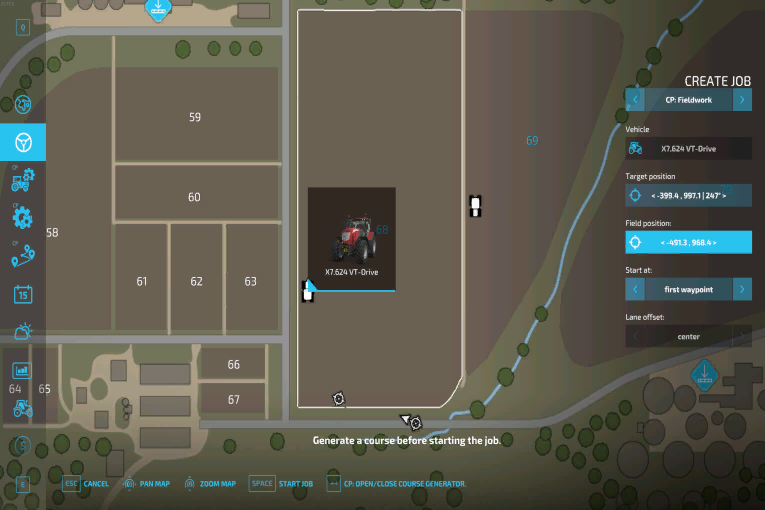 Q
CREATE JOB
CP: Fieldwork
Vehicle
X7.624 VT-Drive
Target position
< -399.4 , 997.1 | 247° >
Field position:
< -491.3 , 968.4 >
Start at:
first waypoint
Lane offset:
center
59
69
60
CP
CP
58
68
X7.624 VT-Drive
61
62
63
CP
15
66
64
65
67
Generate a course before starting the job.
E
ESC
CANCEL
PAN MAP
ZOOM MAP
SPACE
START JOB
CP: OPEN/CLOSE COURSE GENERATOR.